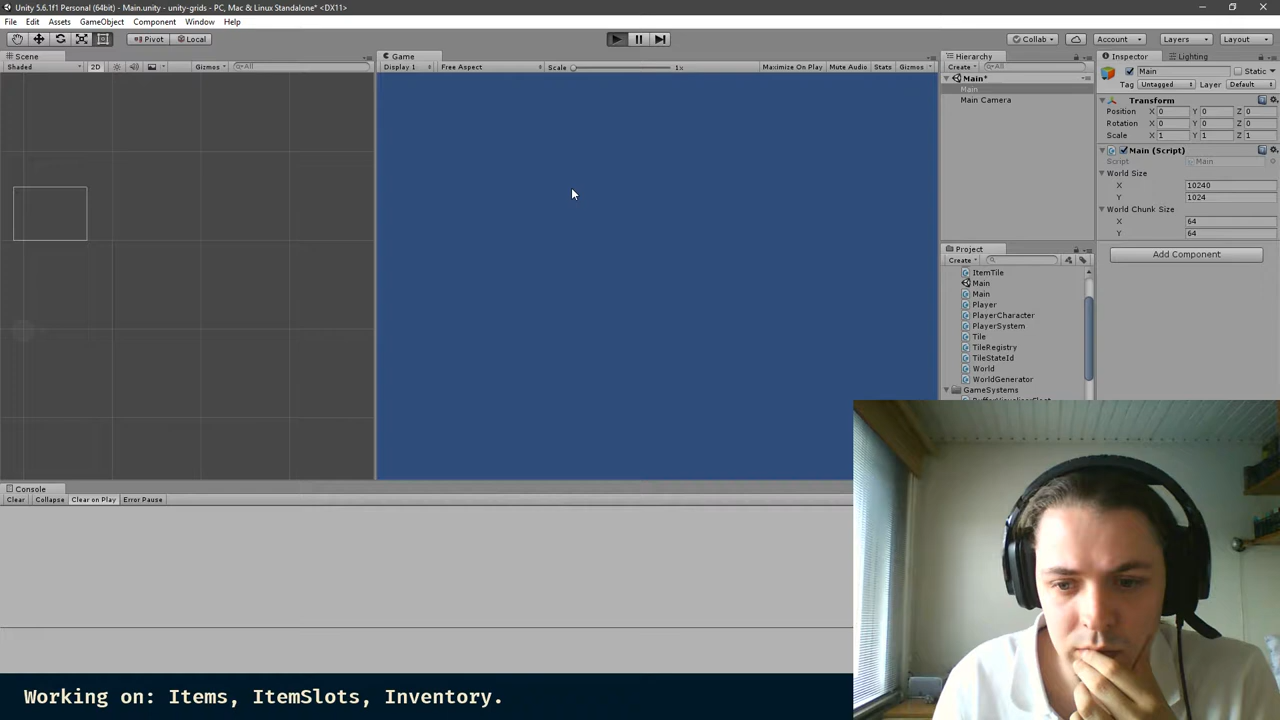 Unity 5.6.1f1 Personal (64bit) - Main.unity - unity-grids - PC, Mac & Linux Standalone* <DX11>
File Edit Assets GameObject Component Window Help
Pivot Local Collab Account Layers Layout
Scene Game Hierarchy Inspector Lighting
Shaded 2D Gizmos All Display 1 Free Aspect Scale 1x Maximize On Play Mute Audio Stats Gizmos Create All
Main Static
Main*
Tag Untagged Layer Default
Main
Main Camera
Transform
Position X 0 Y 0 Z 0
Rotation X 0 Y 0 Z 0
Scale X 1 Y 1 Z 1
Main (Script)
Script Main
World Size
X 10240
Y 1024
World Chunk Size
X 64
Y 64
Add Component
Project
Create
ItemTile
Main
Main
Player
PlayerCharacter
PlayerSystem
Tile
TileRegistry
TileStateId
World
WorldGenerator
GameSystems
Console
Clear Collapse Clear on Play Error Pause
Working on: Items, ItemSlots, Inventory.